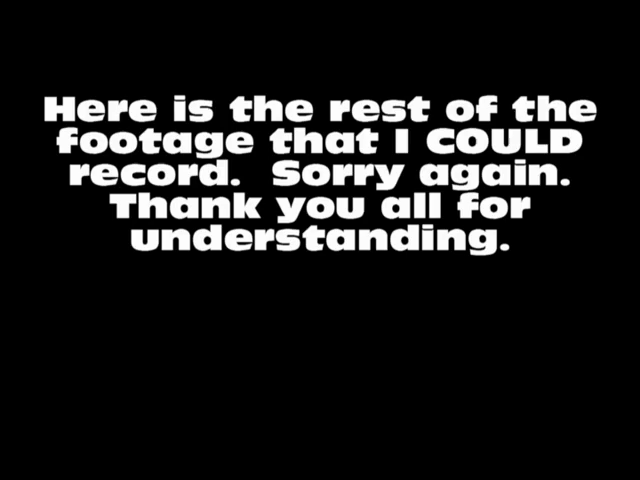 Here is the rest of the
footage that I COULD
record.  Sorry again.
Thank you all for
understanding.